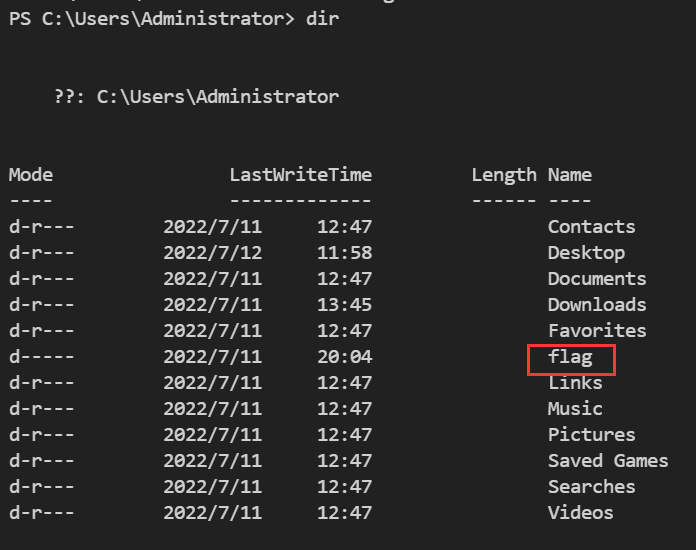 PS C:\Users\Administrator> dir
??: C:\Users\Administrator
Mode LastWriteTime Length Name
---- ------------- ------ ----
d-r--- 2022/7/11 12:47 Contacts
d-r--- 2022/7/12 11:58 Desktop
d-r--- 2022/7/11 12:47 Documents
d-r--- 2022/7/11 13:45 Downloads
d-r--- 2022/7/11 12:47 Favorites
d----- 2022/7/11 20:04 flag
d-r--- 2022/7/11 12:47 Links
d-r--- 2022/7/11 12:47 Music
d-r--- 2022/7/11 12:47 Pictures
d-r--- 2022/7/11 12:47 Saved Games
d-r--- 2022/7/11 12:47 Searches
d-r--- 2022/7/11 12:47 Videos